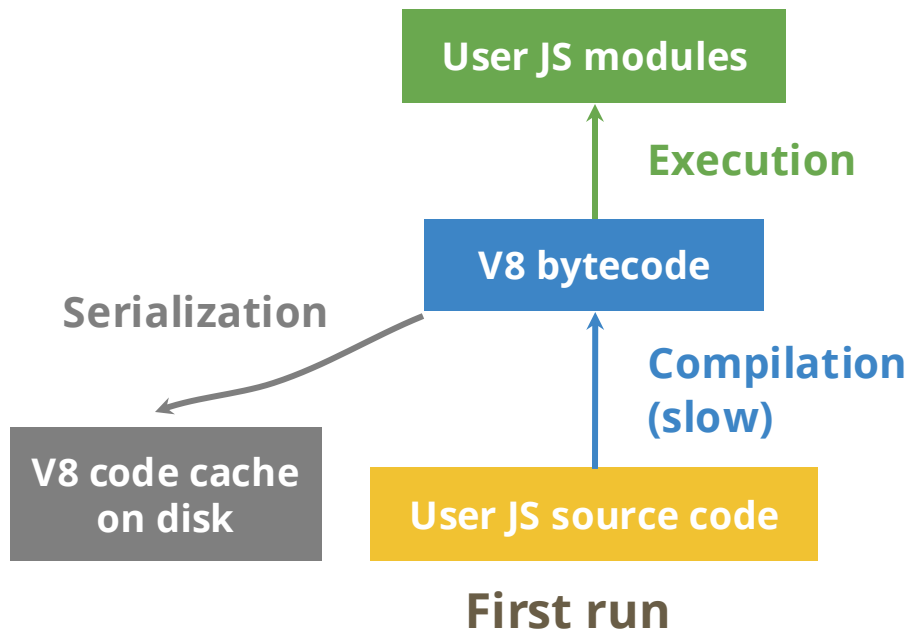 User JS modules
Execution
V8 bytecode
Serialization
Compilation
(slow)
V8 code cache
on disk
User JS source code
First run